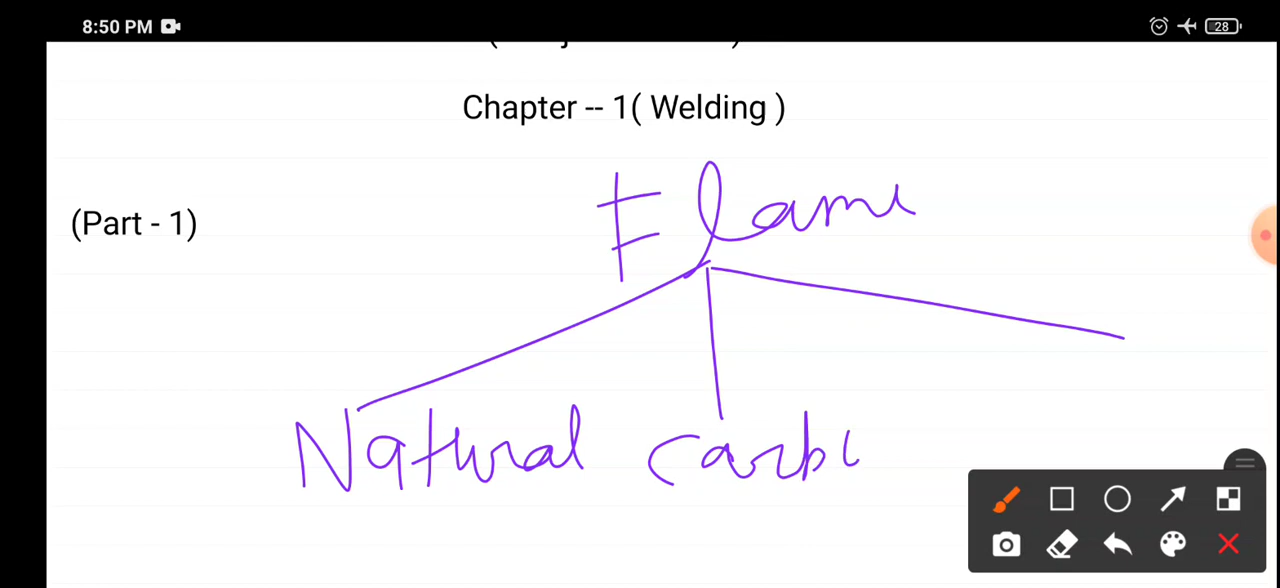 8:50 PM
28
Chapter -- 1( Welding )
Flame
(Part - 1)
Natural